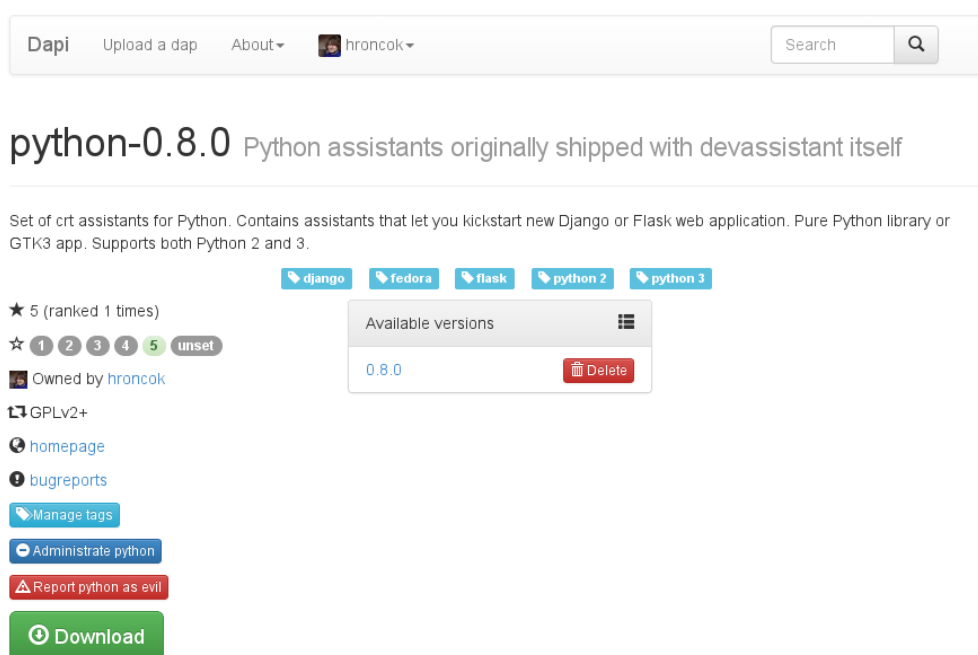 Dapi Upload a dap About hroncok Search
python-0.8.0 Python assistants originally shipped with devassistant itself
Set of crt assistants for Python. Contains assistants that let you kickstart new Django or Flask web application. Pure Python library or
GTK3 app. Supports both Python 2 and 3.
django fedora flask python 2 python 3
5 (ranked 1 times)
1 2 3 4 5 unset
Owned by hroncok
GPLv2+
homepage
bugreports
Manage tags
Administrate python
Report python as evil
Download
Available versions
0.8.0 Delete